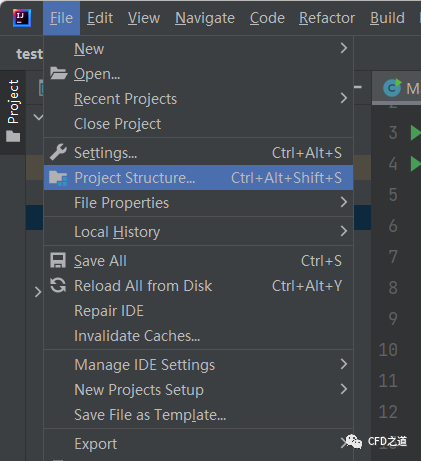 IJ File Edit View Navigate Code Refactor Build
test
Project
M
New
Open...
Recent Projects
Close Project
Settings... Ctrl+Alt+S
Project Structure... Ctrl+Alt+Shift+S
File Properties
Local History
Save All Ctrl+S
Reload All from Disk Ctrl+Alt+Y
Repair IDE
Invalidate Caches...
Manage IDE Settings
New Projects Setup
Save File as Template...
Export
3
4
5
6
7
8
9
10
11
12
CFD之道